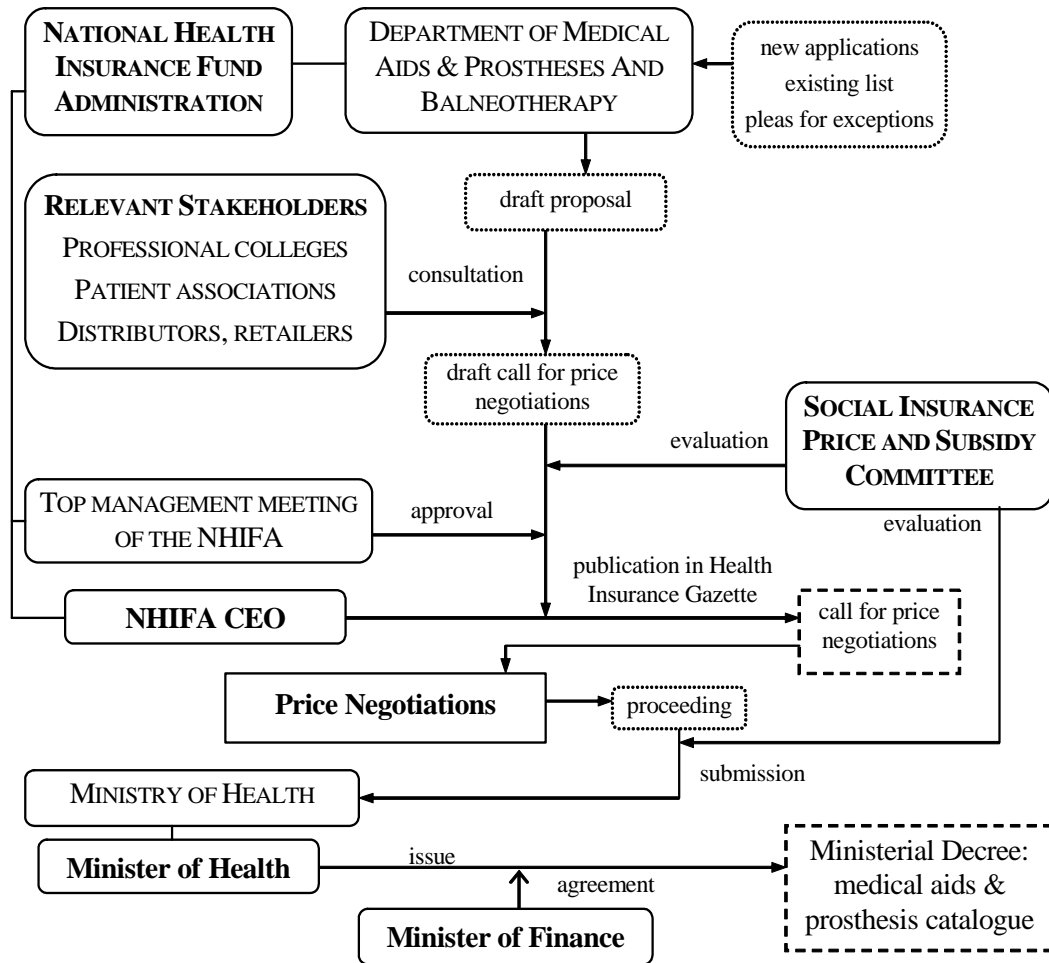 NATIONAL HEALTH
INSURANCE FUND
ADMINISTRATION
DEPARTMENT OF MEDICAL
AIDS & PROSTHESES AND
BALNEOTHERAPY
new applications
existing list
pleas for exceptions
draft proposal
RELEVANT STAKEHOLDERS
PROFESSIONAL COLLEGES
PATIENT ASSOCIATIONS
DISTRIBUTORS, RETAILERS
consultation
draft call for price
negotiations
SOCIAL INSURANCE
PRICE AND SUBSIDY
COMMITTEE
evaluation
TOP MANAGEMENT MEETING
OF THE NHIFA
approval
evaluation
publication in Health
Insurance Gazette
NHIFA CEO
call for price
negotiations
Price Negotiations
proceeding
submission
MINISTRY OF HEALTH
Minister of Health
issue
agreement
Minister of Finance
Ministerial Decree:
medical aids &
prosthesis catalogue